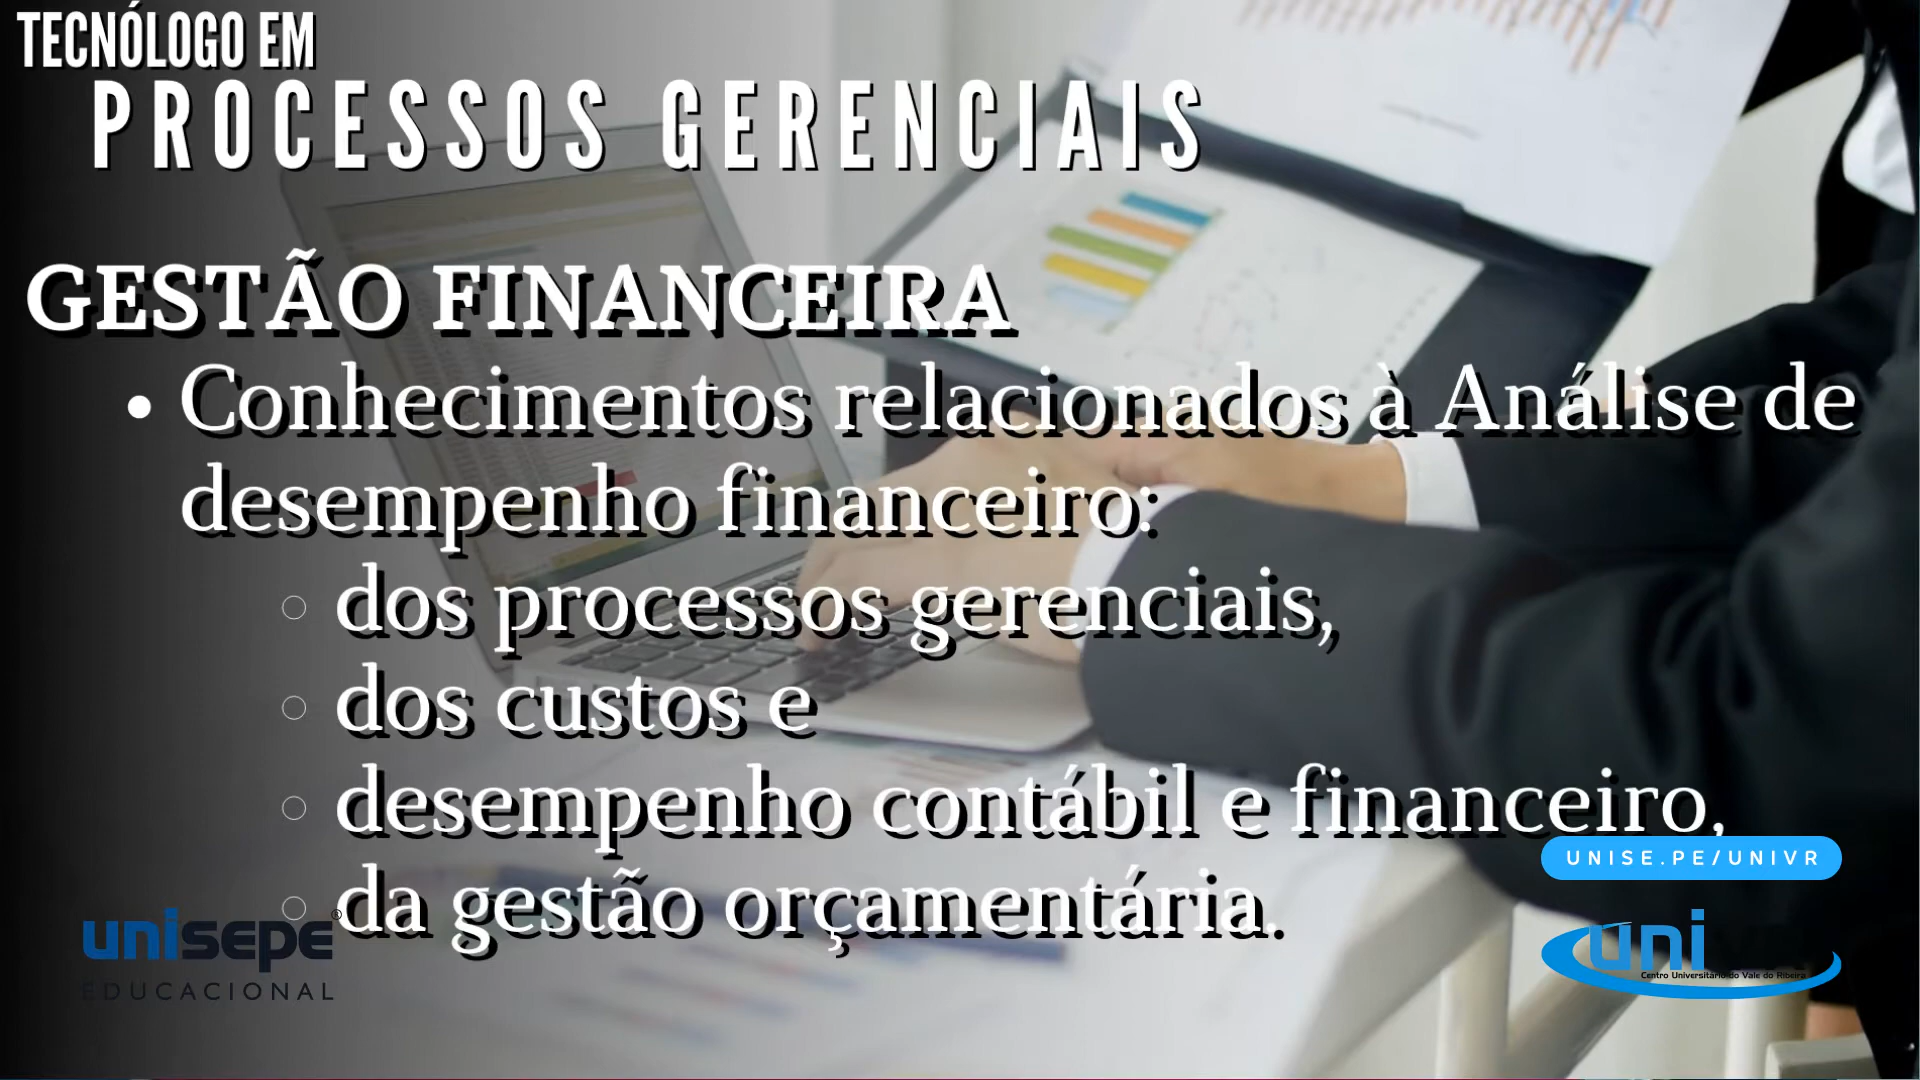 TECNÓLOGO EM
PROCESSOS GERENCIAIS
GESTÃO FINANCEIRA
• Conhecimentos relacionados à Análise de
desempenho financeiro:
○ dos processos gerenciais,
○ dos custos e
○ desempenho contábil e financeiro,
○ da gestão orçamentária.
UNISE.PE/UNIVR
unisepe®
EDUCACIONAL
uni
Centro Universitário do Vale do Ribeira